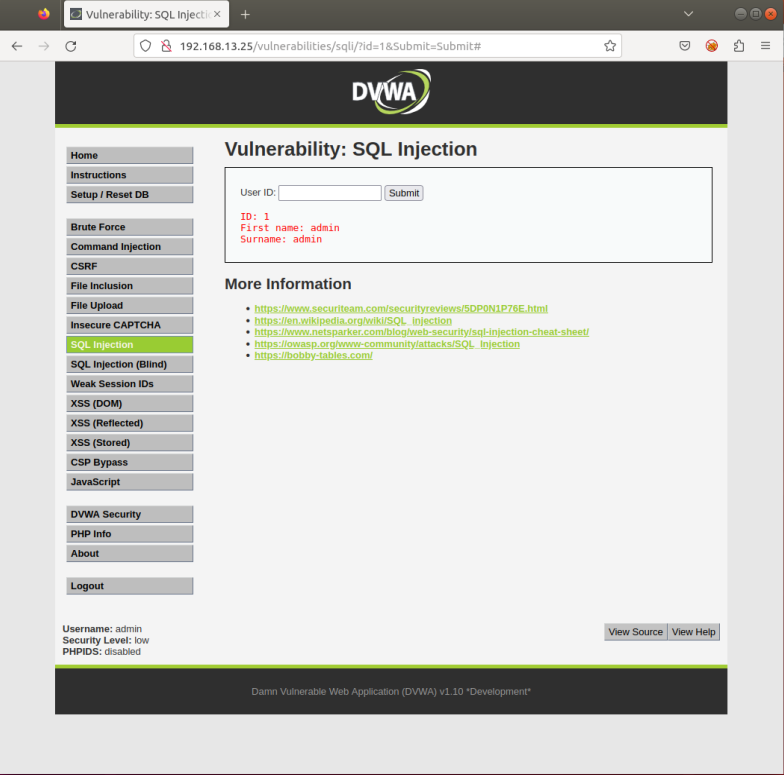 Vulnerability: SQL Injectio
192.168.13.25/vulnerabilities/sqli/?id=1&Submit=Submit#
DVWA
Home
Instructions
Setup / Reset DB
Brute Force
Command Injection
CSRF
File Inclusion
File Upload
Insecure CAPTCHA
SQL Injection
SQL Injection (Blind)
Weak Session IDs
XSS (DOM)
XSS (Reflected)
XSS (Stored)
CSP Bypass
JavaScript
DVWA Security
PHP Info
About
Logout
Vulnerability: SQL Injection
User ID: Submit
ID: 1
First name: admin
Surname: admin
More Information
https://www.securiteam.com/securityreviews/5DP0N1P76E.html
https://en.wikipedia.org/wiki/SQL_injection
https://www.netsparker.com/blog/web-security/sql-injection-cheat-sheet/
https://owasp.org/www-community/attacks/SQL_Injection
https://bobby-tables.com/
Username: admin
Security Level: low
PHPIDS: disabled
View Source View Help
Damn Vulnerable Web Application (DVWA) v1.10 *Development*